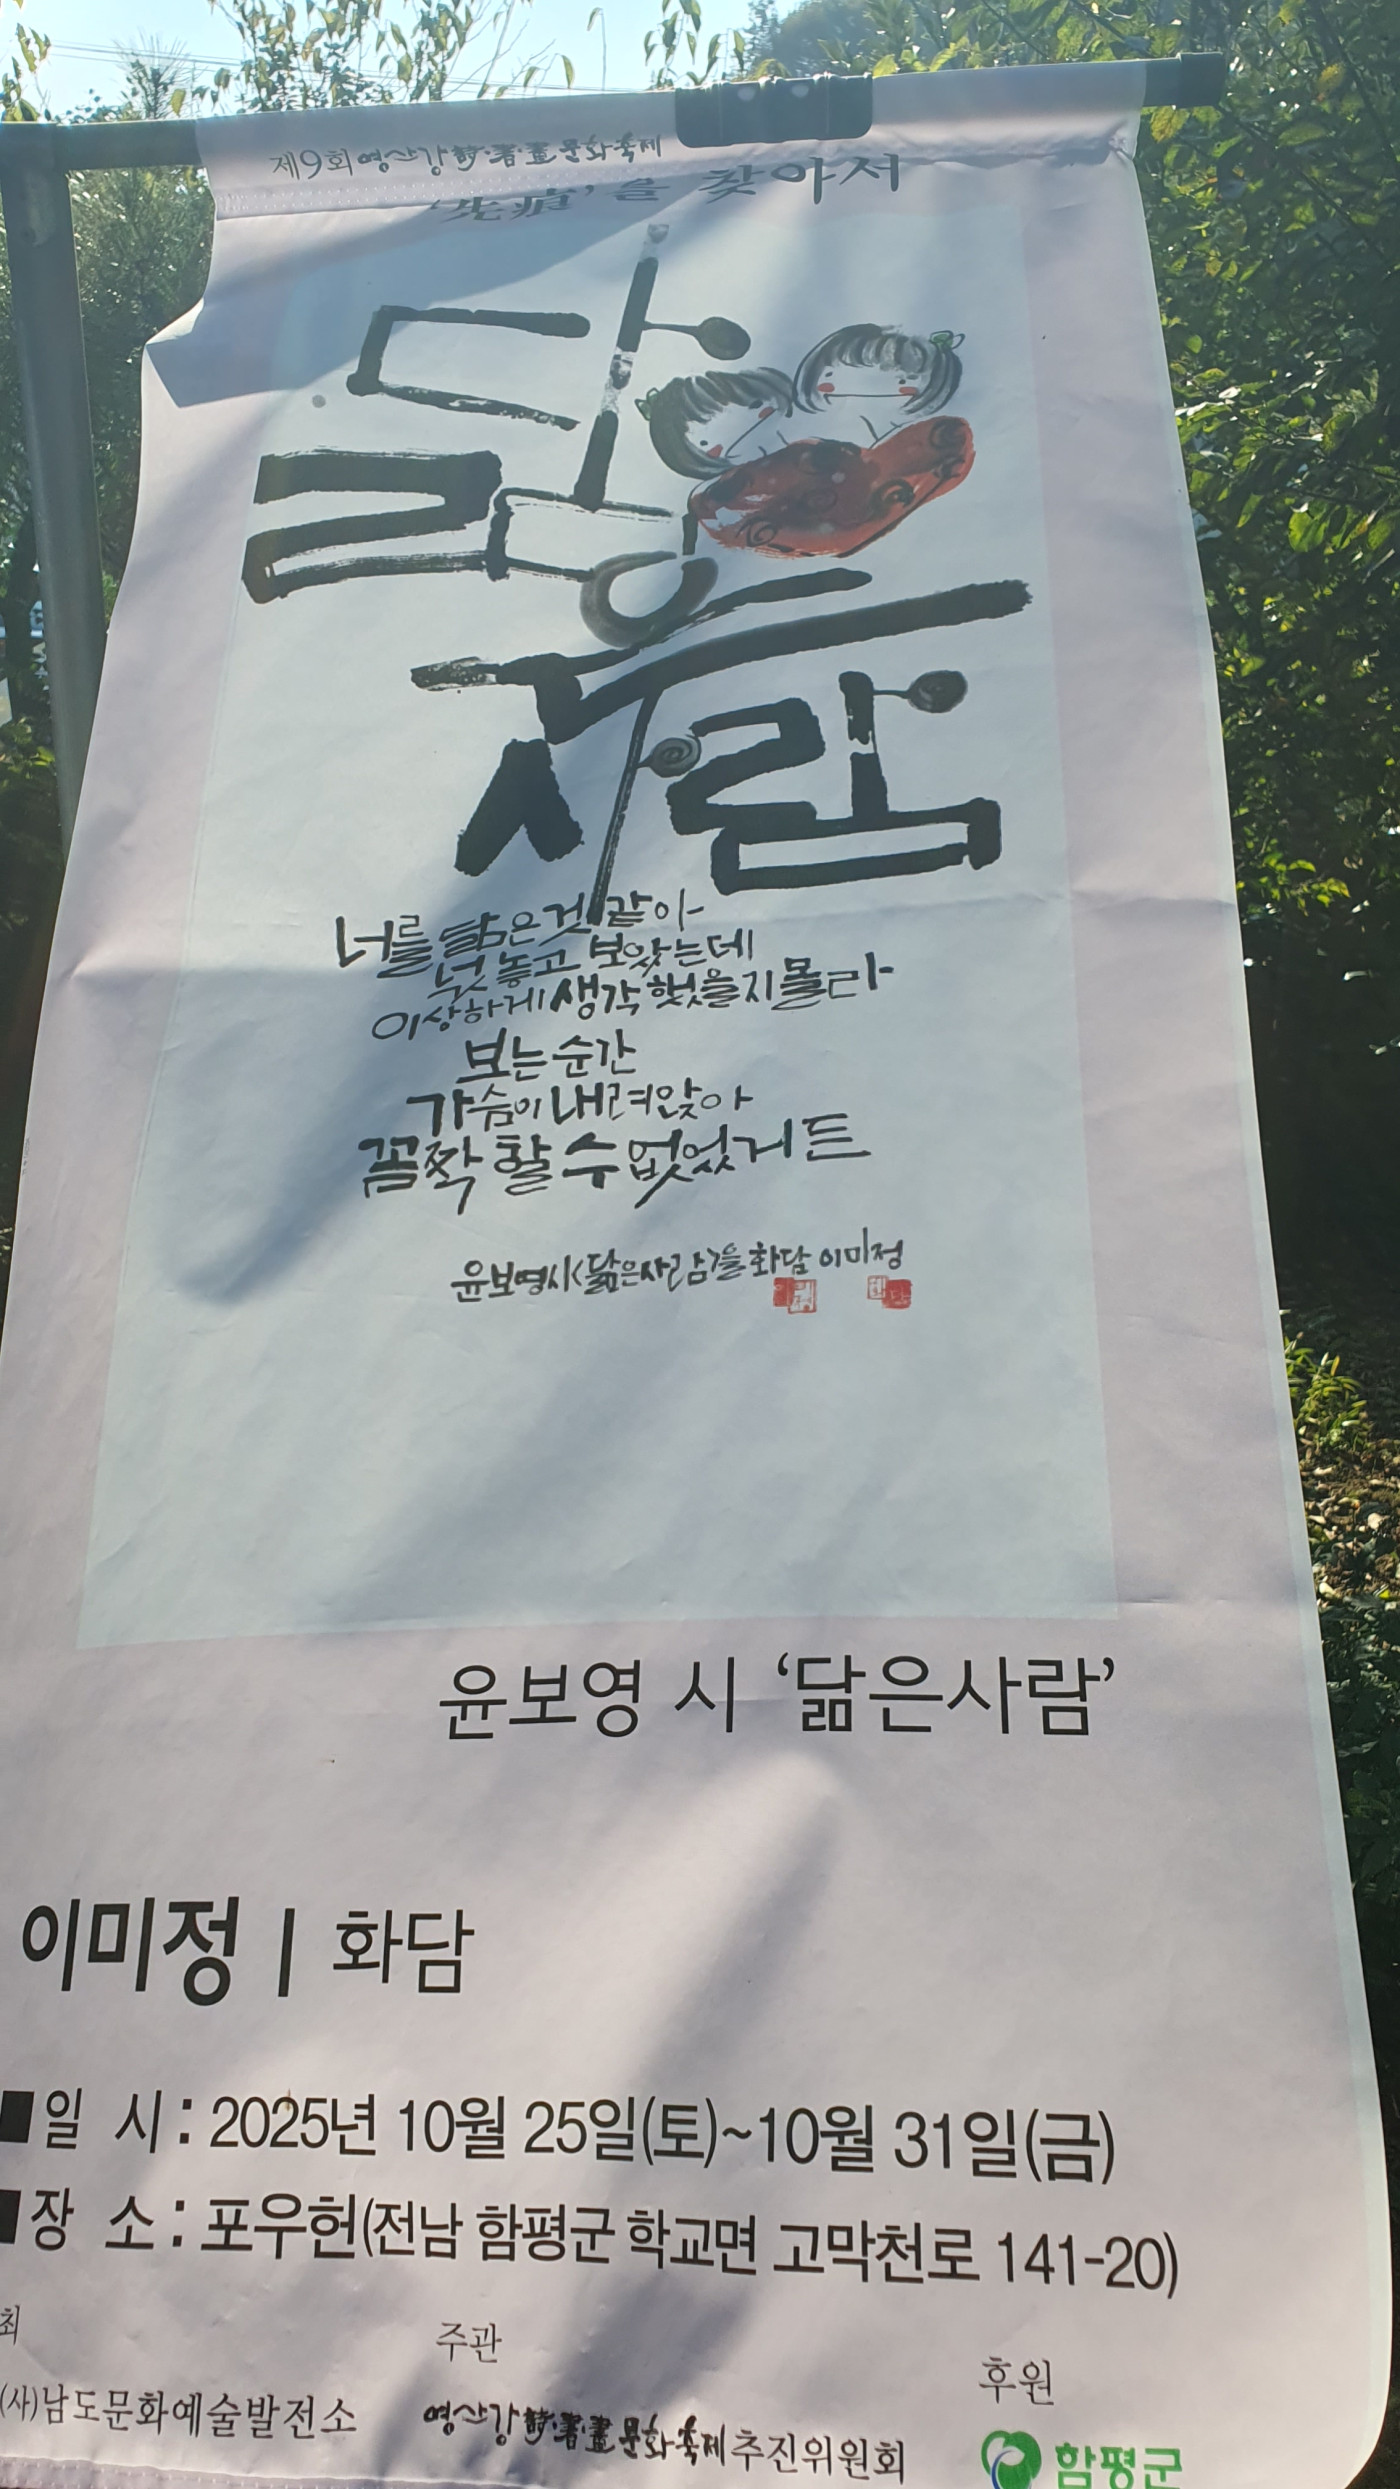 제9회 영산강 詩·書·畫 문화축제
'先痕'을 찾아서
닮은
사람
너를 닮은 것 같아
넋 놓고 보았는데
이상하게 생각 했을지 몰라
보는 순간
가슴이 내려앉아
꼼짝 할 수 없었거든
윤보영시<닮은사람>을 화담 이미정
윤보영 시 '닮은사람'
이미정 | 화담
■일 시 : 2025년 10월 25일(토)~10월 31일(금)
■장 소 : 포우헌(전남 함평군 학교면 고막천로 141-20)
최 주관 후원
(사)남도문화예술발전소 영산강 詩·書·畫 문화축제추진위원회 함평군